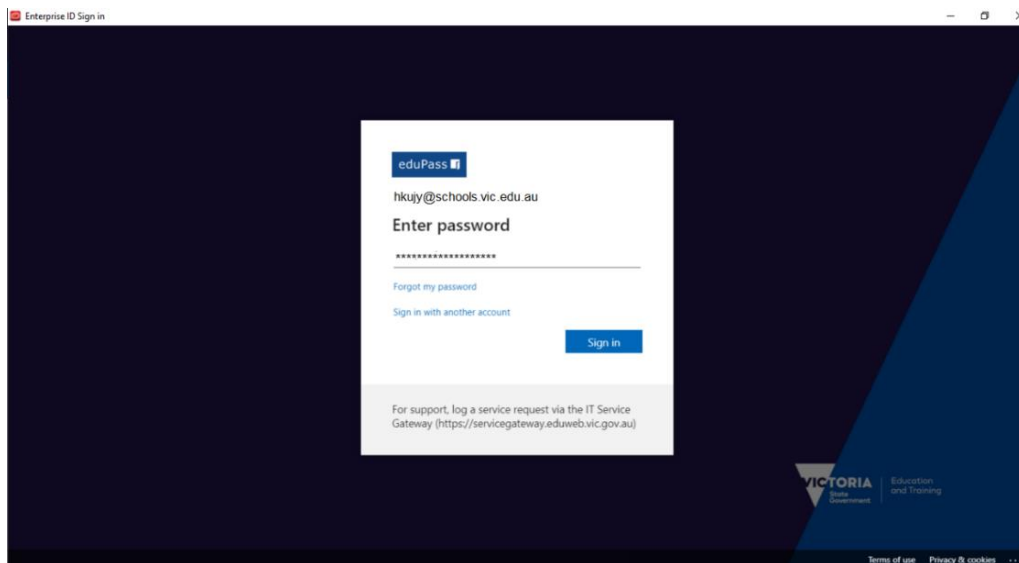 Enterprise ID Sign in
eduPass
hkujy@schools.vic.edu.au
Enter password
*******************
Forgot my password
Sign in with another account
Sign in
For support, log a service request via the IT Service
Gateway (https://servicegateway.eduweb.vic.gov.au)
VICTORIA
State
Government
Education
and Training
Terms of use Privacy & cookies ..